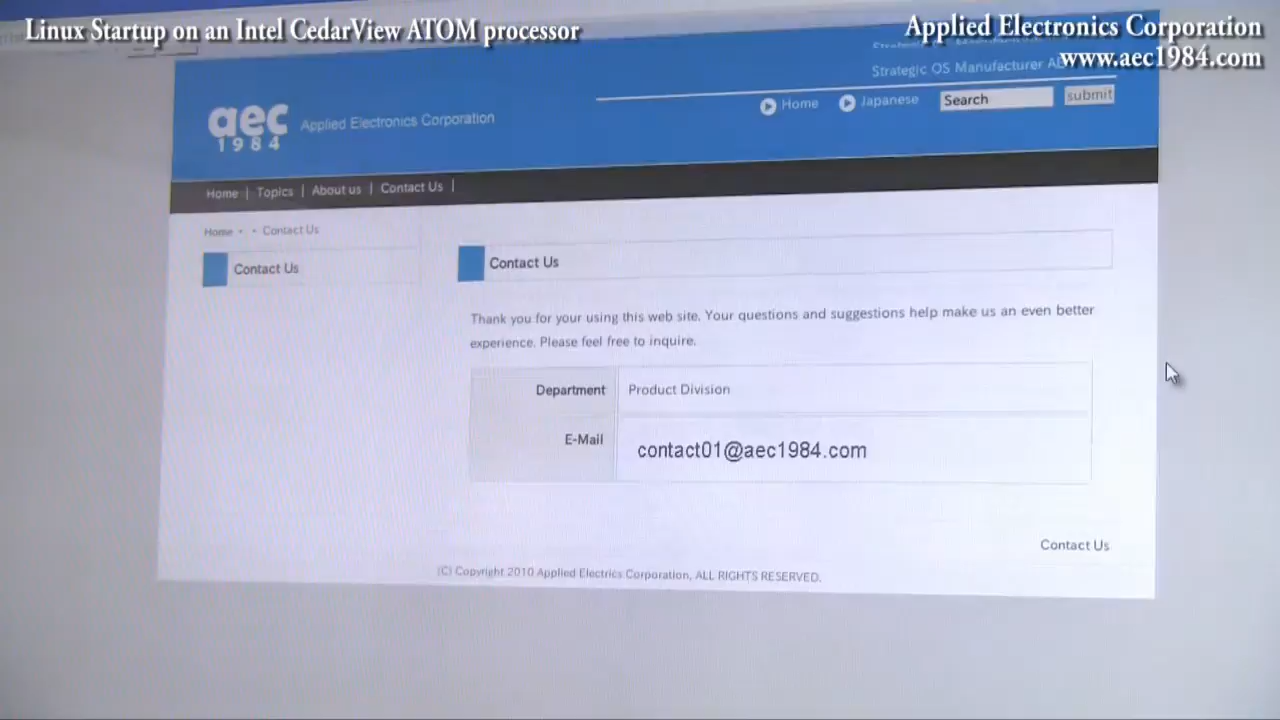 Linux Startup on an Intel CedarView ATOM processor
Applied Electronics Corporation
www.aec1984.com
Strategic OS Manufacturer
Home
Japanese
Search
submit
aec
1984
Applied Electronics Corporation
Home | Topics | About us | Contact Us |
Home • • Contact Us
Contact Us
Contact Us
Thank you for your using this web site. Your questions and suggestions help make us an even better
experience. Please feel free to inquire.
Department
Product Division
E-Mail
contact01@aec1984.com
Contact Us
(C) Copyright 2010 Applied Electrics Corporation, ALL RIGHTS RESERVED.